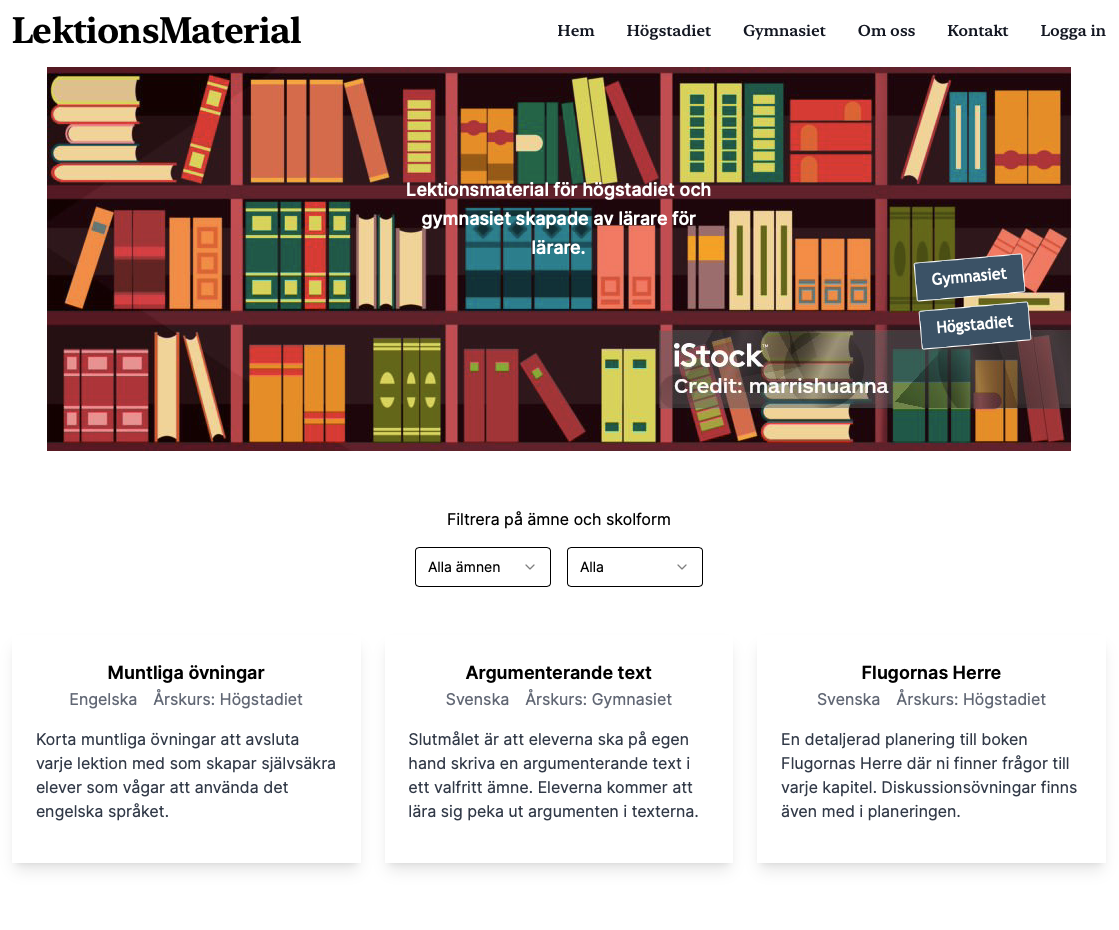 LektionsMaterial
Hem Högstadiet Gymnasiet Om oss Kontakt Logga in
Lektionsmaterial för högstadiet och
gymnasiet skapade av lärare för
lärare.
Gymnasiet
Högstadiet
iStock™
Credit: marrishuanna
Filtrera på ämne och skolform
Alla ämnen
Alla
Muntliga övningar
Engelska Årskurs: Högstadiet
Korta muntliga övningar att avsluta
varje lektion med som skapar självsäkra
elever som vågar att använda det
engelska språket.
Argumenterande text
Svenska Årskurs: Gymnasiet
Slutmålet är att eleverna ska på egen
hand skriva en argumenterande text i
ett valfritt ämne. Eleverna kommer att
lära sig peka ut argumenten i texterna.
Flugornas Herre
Svenska Årskurs: Högstadiet
En detaljerad planering till boken
Flugornas Herre där ni finner frågor till
varje kapitel. Diskussionsövningar finns
även med i planeringen.